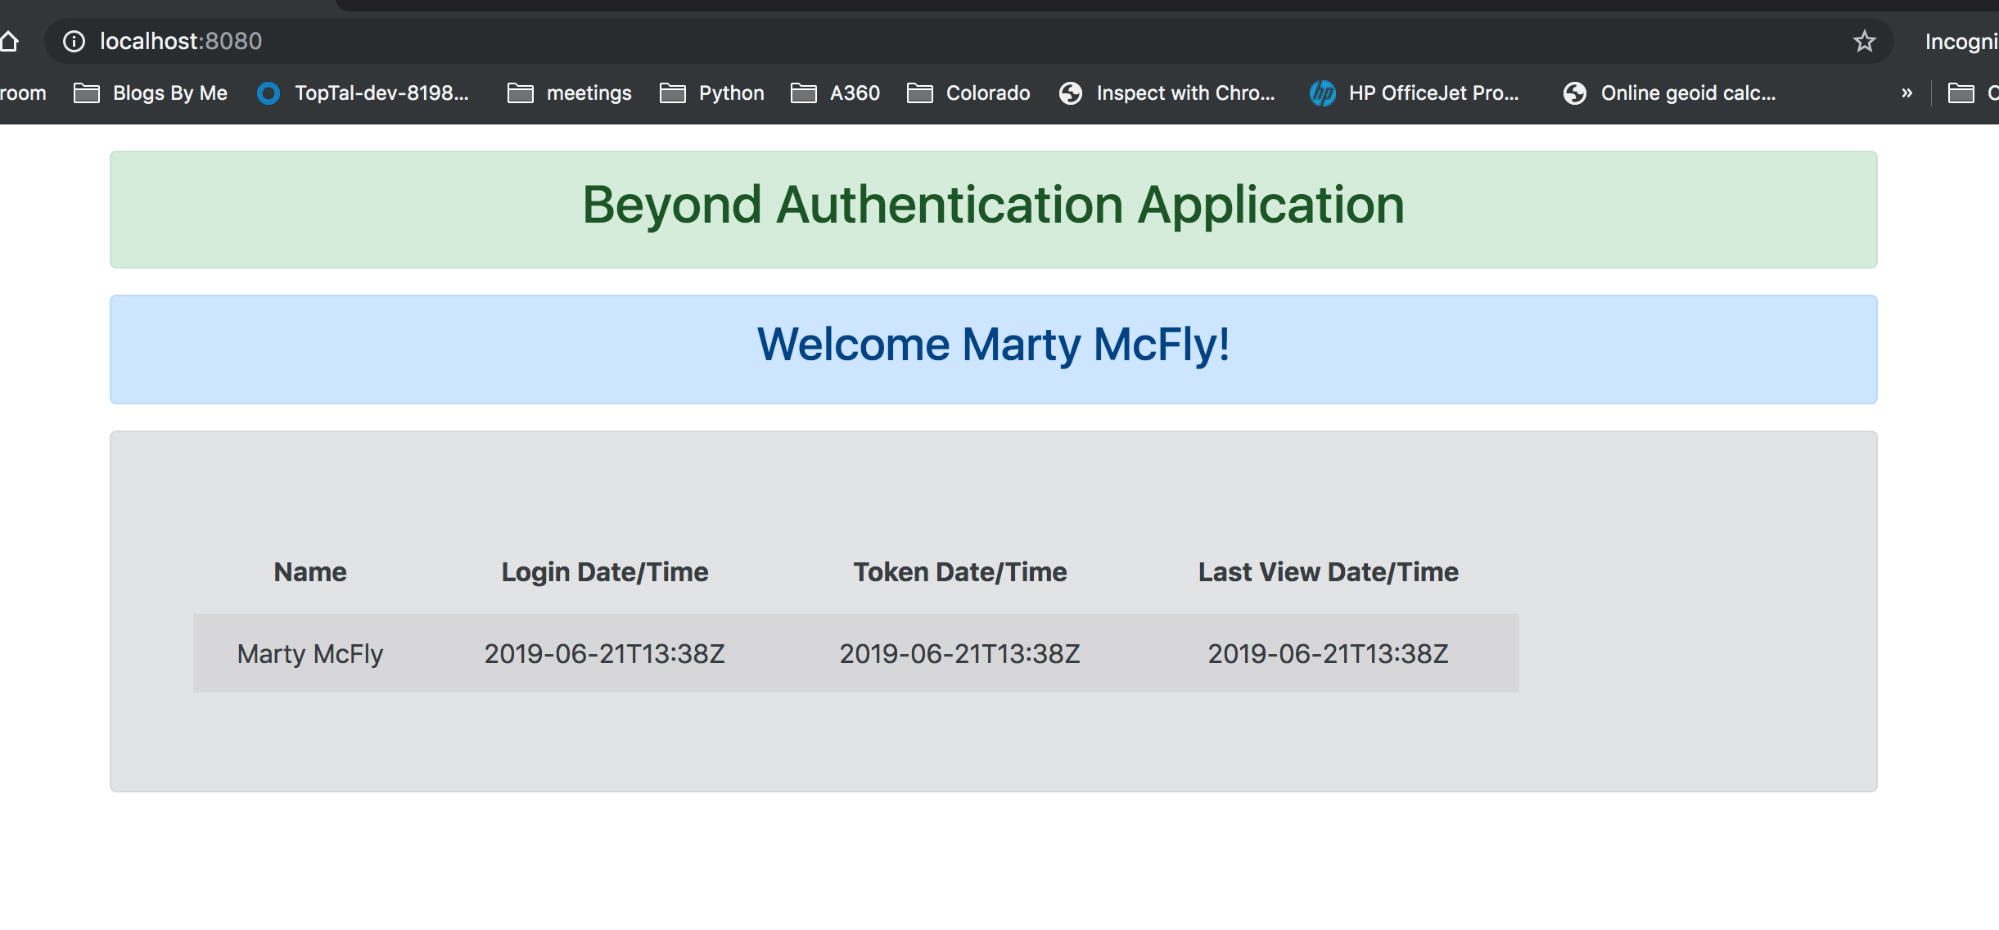 localhost:8080
Incogni
room Blogs By Me TopTal-dev-8198... meetings Python A360 Colorado Inspect with Chro... HP OfficeJet Pro... Online geoid calc... »
Beyond Authentication Application
Welcome Marty McFly!
Name Login Date/Time Token Date/Time Last View Date/Time
Marty McFly 2019-06-21T13:38Z 2019-06-21T13:38Z 2019-06-21T13:38Z